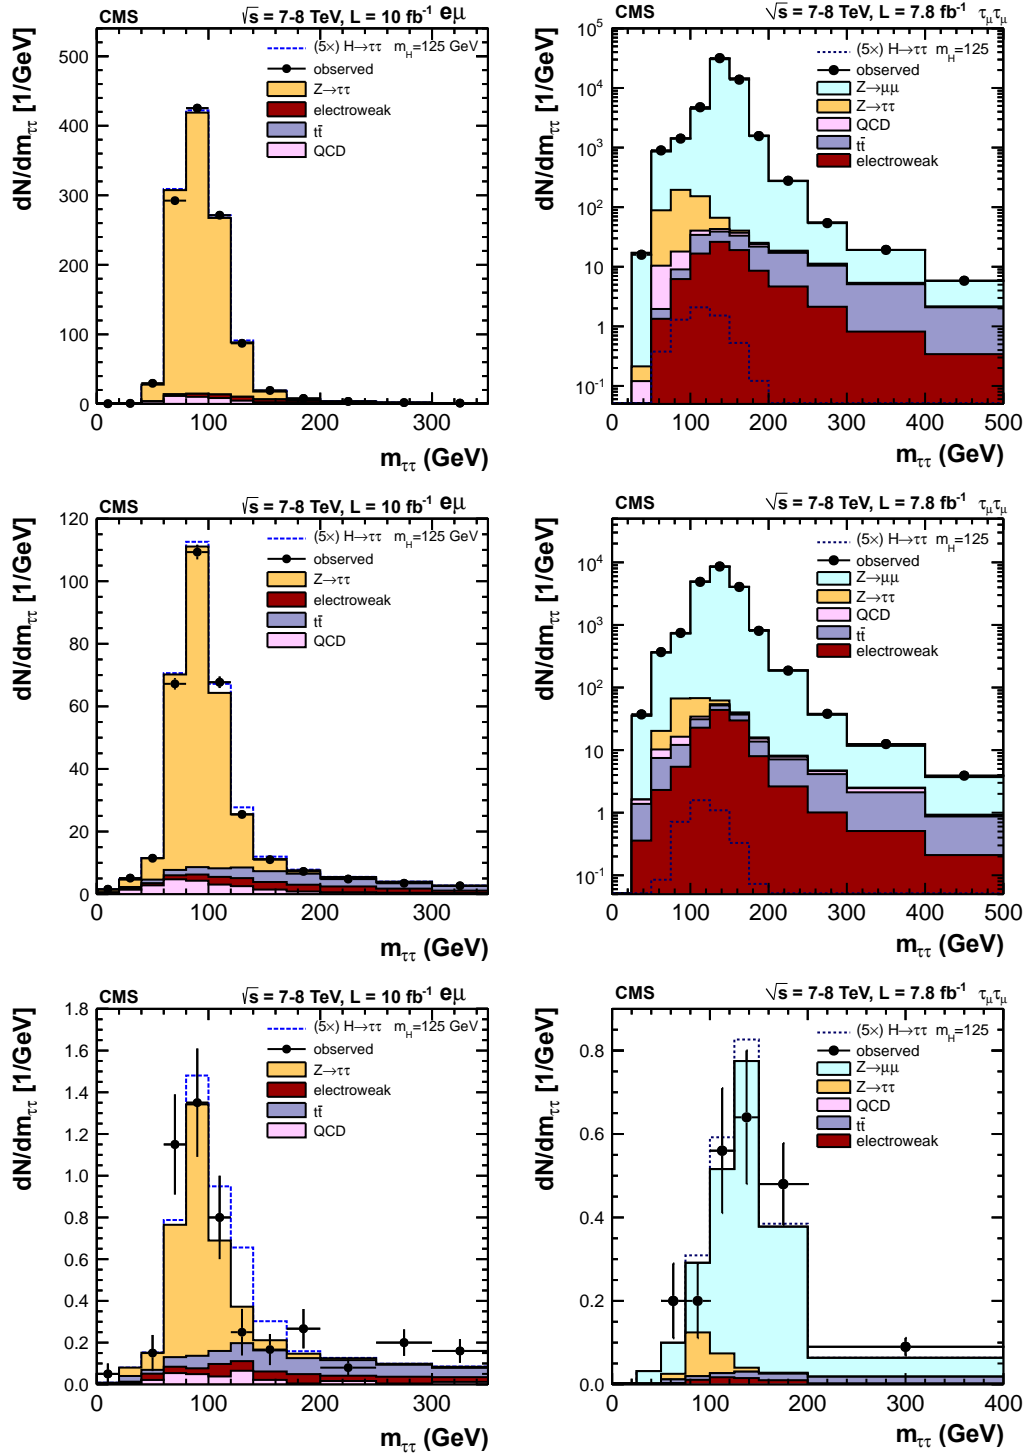 CMS √s = 7-8 TeV, L = 10 fb⁻¹ eμ
(5×) H→ττ m_H=125 GeV
observed
Z→ττ
electroweak
tt̄
QCD
dN/dm_ττ [1/GeV]
500
400
300
200
100
0
0 100 200 300
m_ττ (GeV)
CMS √s = 7-8 TeV, L = 7.8 fb⁻¹ τ_μτ_μ
(5×) H→ττ m_H=125
observed
Z→μμ
Z→ττ
QCD
tt̄
electroweak
dN/dm_ττ [1/GeV]
10⁵
10⁴
10³
10²
10
1
10⁻¹
0 100 200 300 400 500
m_ττ (GeV)
CMS √s = 7-8 TeV, L = 10 fb⁻¹ eμ
(5×) H→ττ m_H=125 GeV
observed
Z→ττ
electroweak
tt̄
QCD
dN/dm_ττ [1/GeV]
120
100
80
60
40
20
0
0 100 200 300
m_ττ (GeV)
CMS √s = 7-8 TeV, L = 7.8 fb⁻¹ τ_μτ_μ
(5×) H→ττ m_H=125
observed
Z→μμ
Z→ττ
QCD
tt̄
electroweak
dN/dm_ττ [1/GeV]
10⁴
10³
10²
10
1
10⁻¹
0 100 200 300 400 500
m_ττ (GeV)
CMS √s = 7-8 TeV, L = 10 fb⁻¹ eμ
(5×) H→ττ m_H=125 GeV
observed
Z→ττ
electroweak
tt̄
QCD
dN/dm_ττ [1/GeV]
1.8
1.6
1.4
1.2
1.0
0.8
0.6
0.4
0.2
0.0
0 100 200 300
m_ττ (GeV)
CMS √s = 7-8 TeV, L = 7.8 fb⁻¹ τ_μτ_μ
(5×) H→ττ m_H=125
observed
Z→μμ
Z→ττ
QCD
tt̄
electroweak
dN/dm_ττ [1/GeV]
0.8
0.6
0.4
0.2
0.0
0 100 200 300 400
m_ττ (GeV)